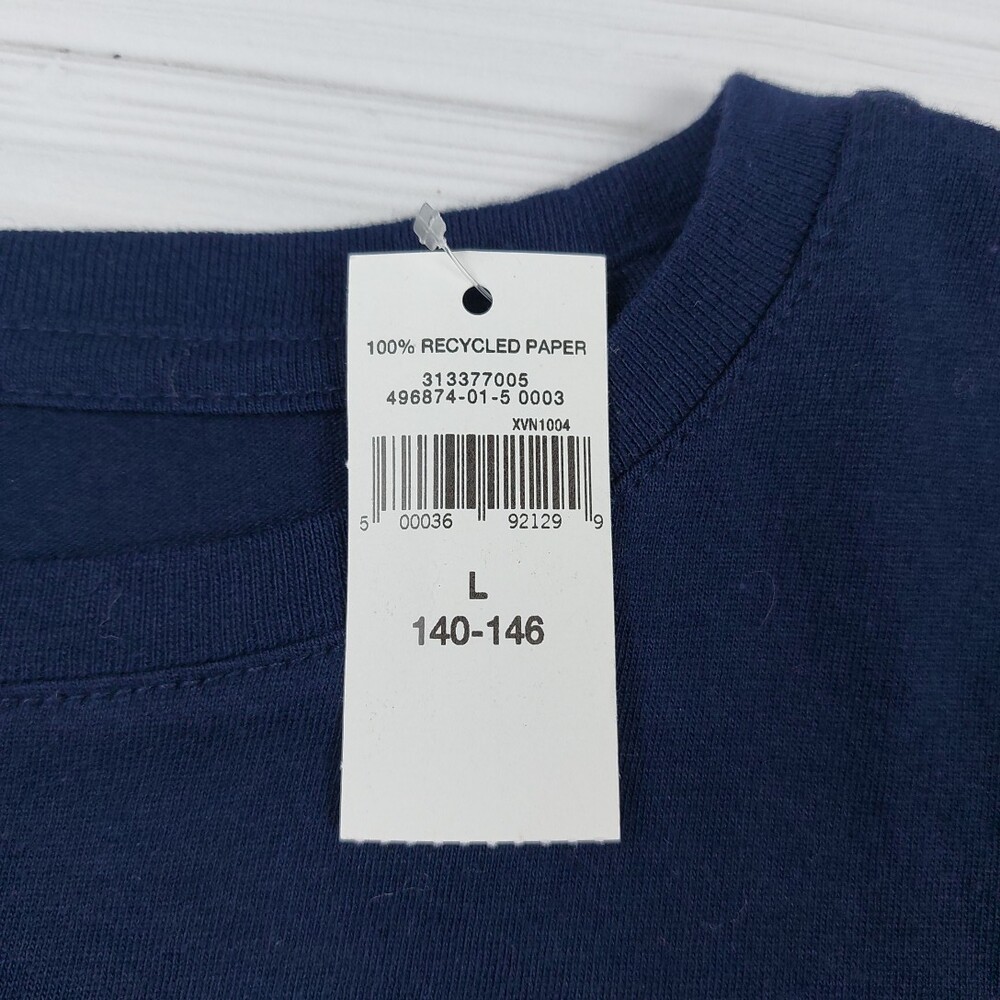 100% RECYCLED PAPER
313377005
496874-01-5 0003
XVN1004
5 00036 92129 9
L
140-146